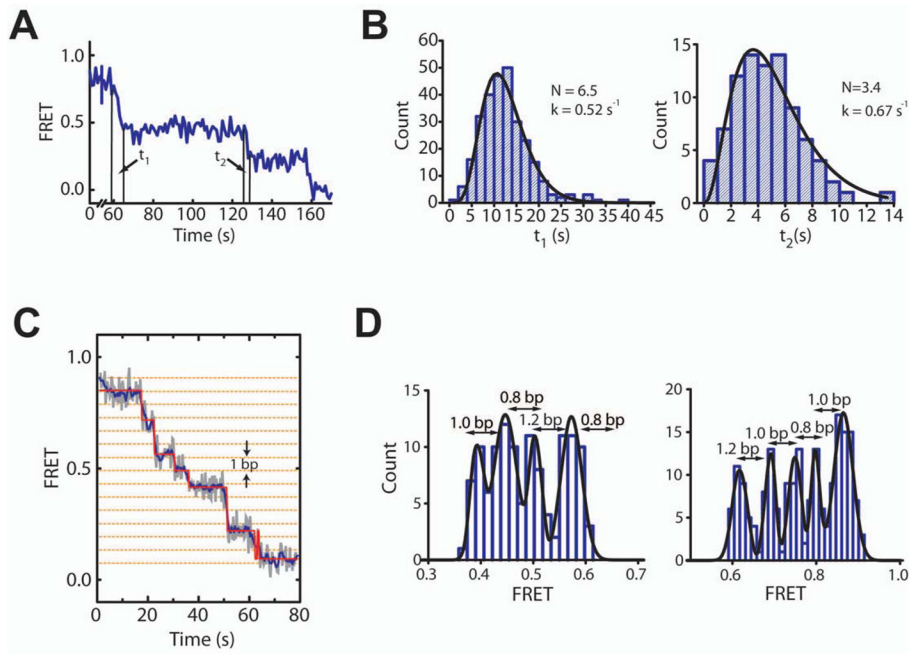 A
1.0
0.5
0.0
FRET
t1
t2
0 60 80 100 120 140 160
Time (s)
B
60
50
40
30
20
10
0
Count
N = 6.5
k = 0.52 s-1
0 5 10 15 20 25 30 35 40 45
t1 (s)
15
10
5
0
Count
N=3.4
k = 0.67 s-1
0 2 4 6 8 10 12 14
t2(s)
C
1.0
0.5
0.0
FRET
1 bp
0 20 40 60 80
Time (s)
D
15
10
5
0
Count
1.0 bp
0.8 bp
1.2 bp
0.8 bp
0.3 0.4 0.5 0.6 0.7
FRET
20
15
10
5
0
1.2 bp
1.0 bp
0.8 bp
1.0 bp
0.6 0.8 1.0
FRET